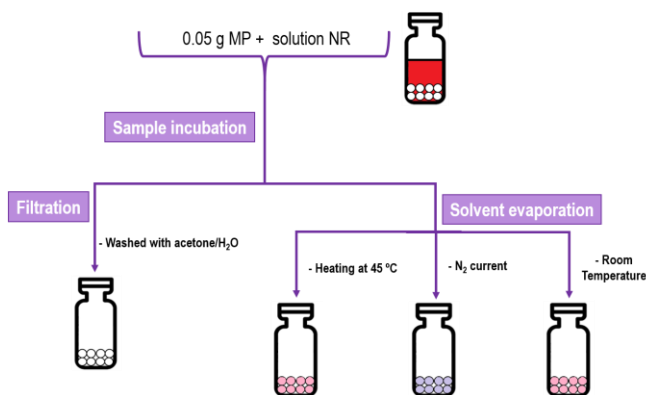 0.05 g MP + solution NR
Sample incubation
Filtration
- Washed with acetone/H₂O
Solvent evaporation
- Heating at 45 ºC
- N₂ current
- Room
Temperature